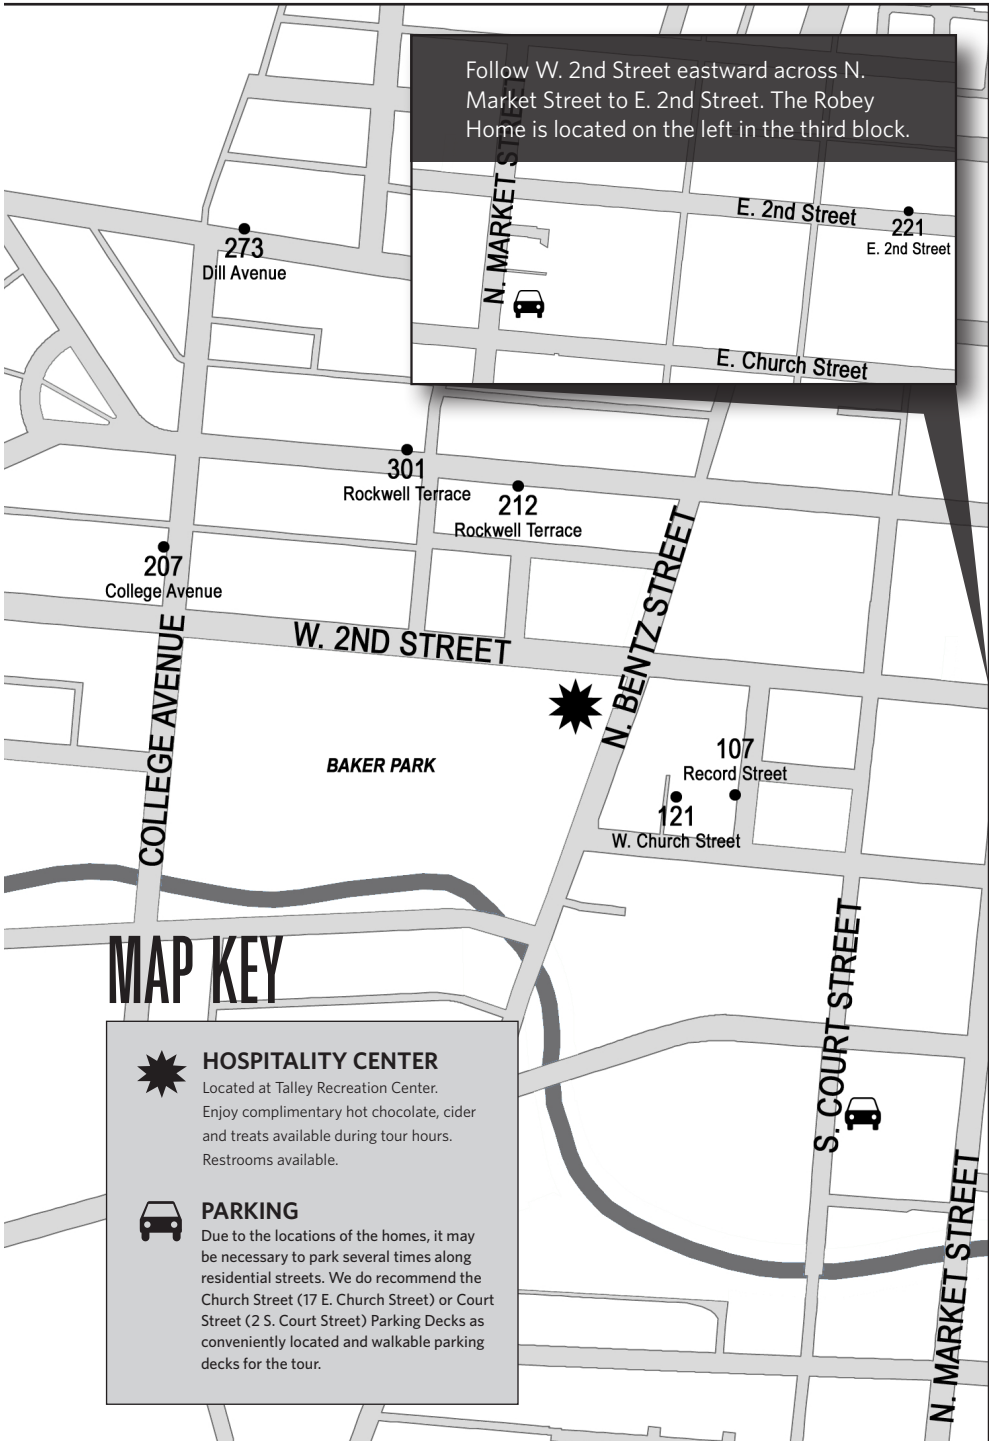 Follow W. 2nd Street eastward across N.
Market Street to E. 2nd Street. The Robey
Home is located on the left in the third block.
N. MARKET STREET
E. 2nd Street
221
E. 2nd Street
E. Church Street
273
Dill Avenue
301
Rockwell Terrace
212
Rockwell Terrace
207
College Avenue
W. 2ND STREET
N. BENTZ STREET
COLLEGE AVENUE
BAKER PARK
107
Record Street
121
W. Church Street
S. COURT STREET
N. MARKET STREET
MAP KEY
HOSPITALITY CENTER
Located at Talley Recreation Center.
Enjoy complimentary hot chocolate, cider
and treats available during tour hours.
Restrooms available.
PARKING
Due to the locations of the homes, it may
be necessary to park several times along
residential streets. We do recommend the
Church Street (17 E. Church Street) or Court
Street (2 S. Court Street) Parking Decks as
conveniently located and walkable parking
decks for the tour.